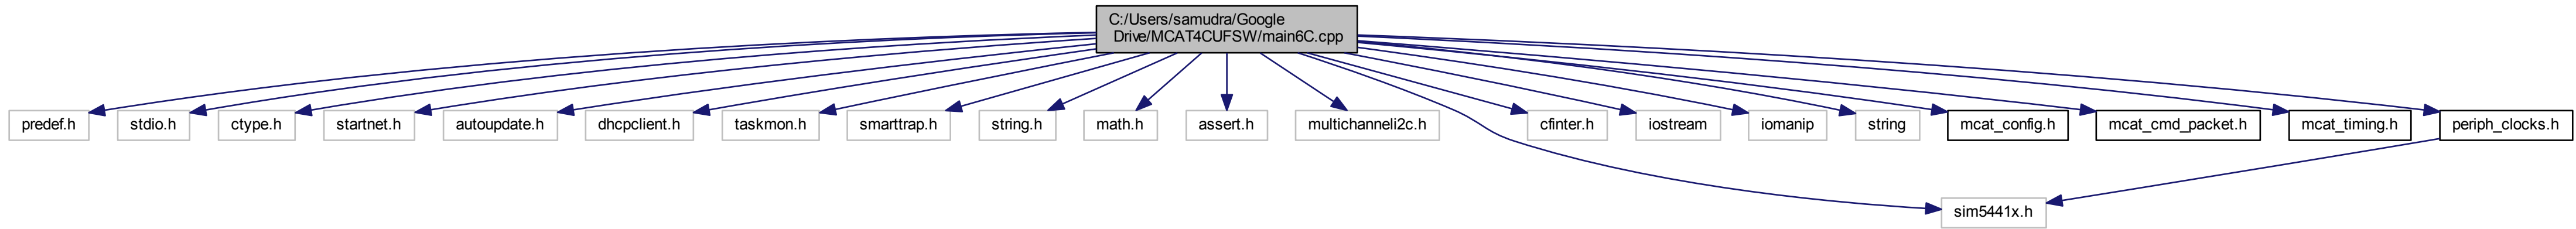 C:/Users/samudra/Google
Drive/MCAT4CUFSW/main6C.cpp
predef.h
stdio.h
ctype.h
startnet.h
autoupdate.h
dhcpclient.h
taskmon.h
smarttrap.h
string.h
math.h
assert.h
multichanneli2c.h
cfinter.h
iostream
iomanip
string
mcat_config.h
mcat_cmd_packet.h
mcat_timing.h
periph_clocks.h
sim5441x.h